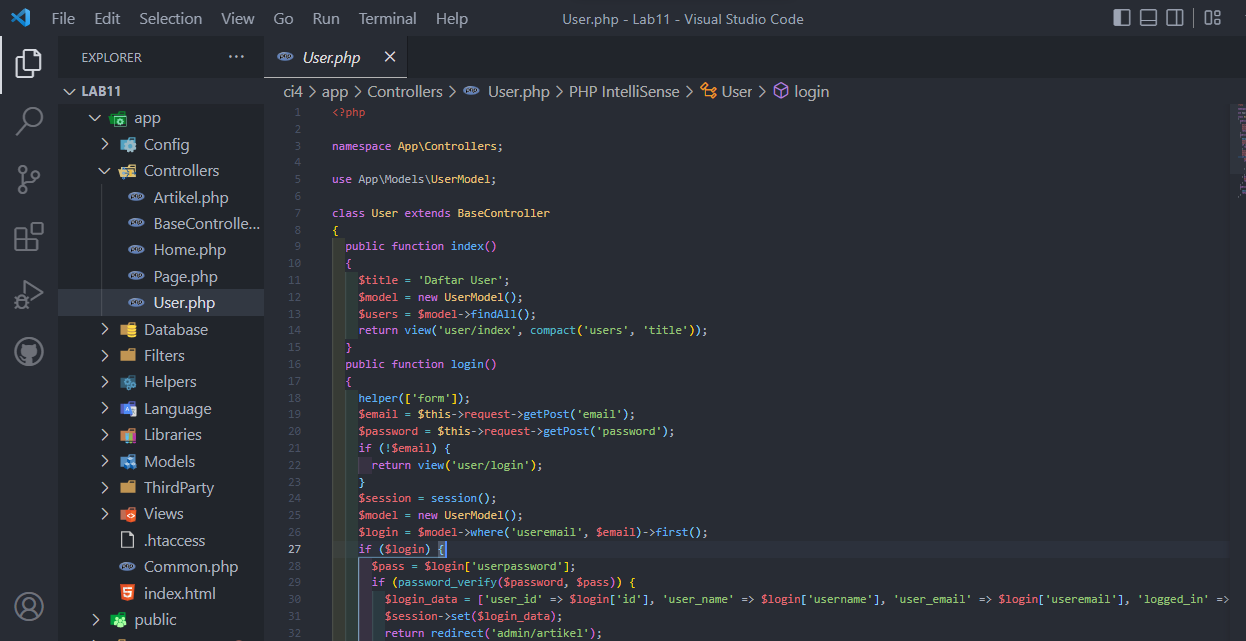 File Edit Selection View Go Run Terminal Help User.php - Lab11 - Visual Studio Code
EXPLORER ...
User.php
LAB11
ci4 > app > Controllers > User.php > PHP IntelliSense > User > login
app
Config
Controllers
Artikel.php
BaseControlle...
Home.php
Page.php
User.php
Database
Filters
Helpers
Language
Libraries
Models
ThirdParty
Views
.htaccess
Common.php
index.html
public
1 <?php
2
3 namespace App\Controllers;
4
5 use App\Models\UserModel;
6
7 class User extends BaseController
8 {
9 public function index()
10 {
11 $title = 'Daftar User';
12 $model = new UserModel();
13 $users = $model->findAll();
14 return view('user/index', compact('users', 'title'));
15 }
16 public function login()
17 {
18 helper(['form']);
19 $email = $this->request->getPost('email');
20 $password = $this->request->getPost('password');
21 if (!$email) {
22 return view('user/login');
23 }
24 $session = session();
25 $model = new UserModel();
26 $login = $model->where('useremail', $email)->first();
27 if ($login) {
28 $pass = $login['userpassword'];
29 if (password_verify($password, $pass)) {
30 $login_data = ['user_id' => $login['id'], 'user_name' => $login['username'], 'user_email' => $login['useremail'], 'logged_in' =>
31 $session->set($login_data);
32 return redirect('admin/artikel');